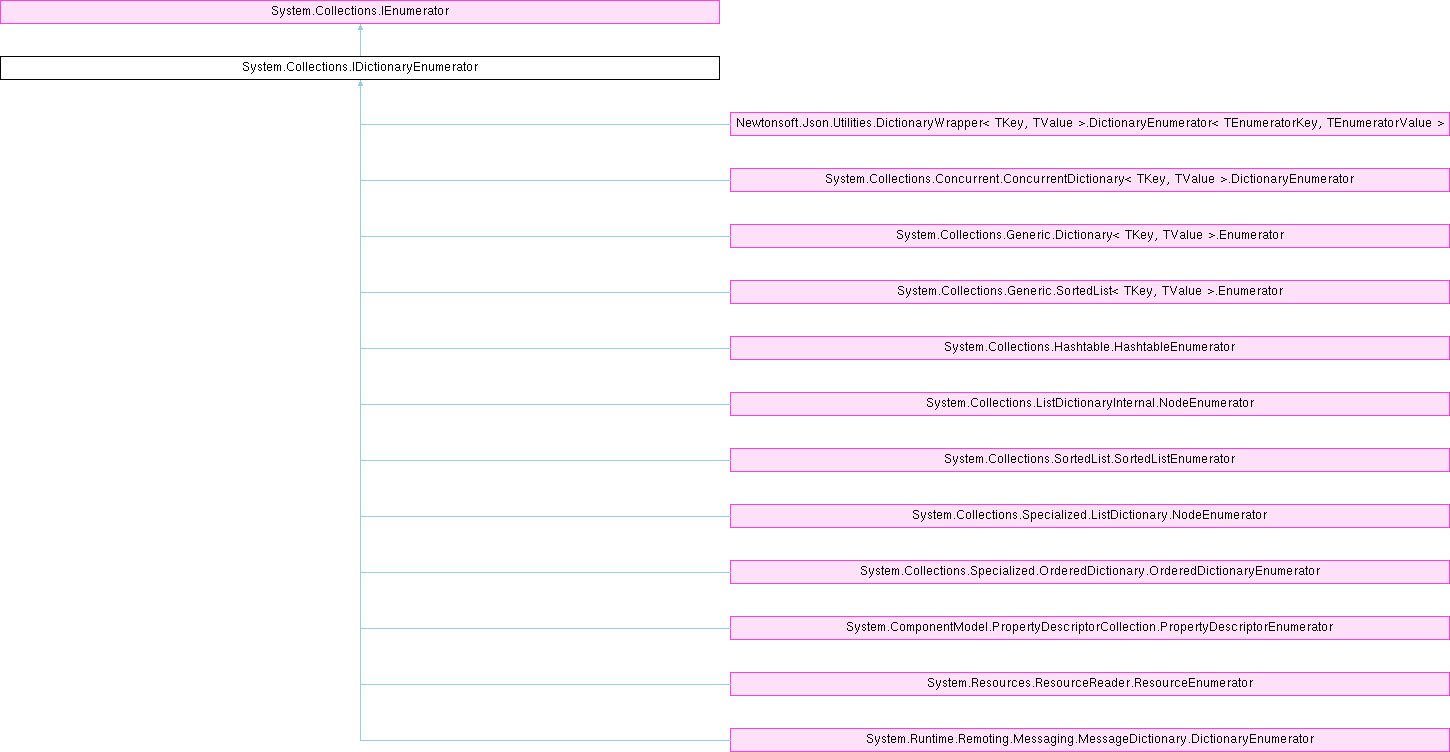 System.Collections.IEnumerator
System.Collections.IDictionaryEnumerator
Newtonsoft.Json.Utilities.DictionaryWrapper< TKey, TValue >.DictionaryEnumerator< TEnumeratorKey, TEnumeratorValue >
System.Collections.Concurrent.ConcurrentDictionary< TKey, TValue >.DictionaryEnumerator
System.Collections.Generic.Dictionary< TKey, TValue >.Enumerator
System.Collections.Generic.SortedList< TKey, TValue >.Enumerator
System.Collections.Hashtable.HashtableEnumerator
System.Collections.ListDictionaryInternal.NodeEnumerator
System.Collections.SortedList.SortedListEnumerator
System.Collections.Specialized.ListDictionary.NodeEnumerator
System.Collections.Specialized.OrderedDictionary.OrderedDictionaryEnumerator
System.ComponentModel.PropertyDescriptorCollection.PropertyDescriptorEnumerator
System.Resources.ResourceReader.ResourceEnumerator
System.Runtime.Remoting.Messaging.MessageDictionary.DictionaryEnumerator